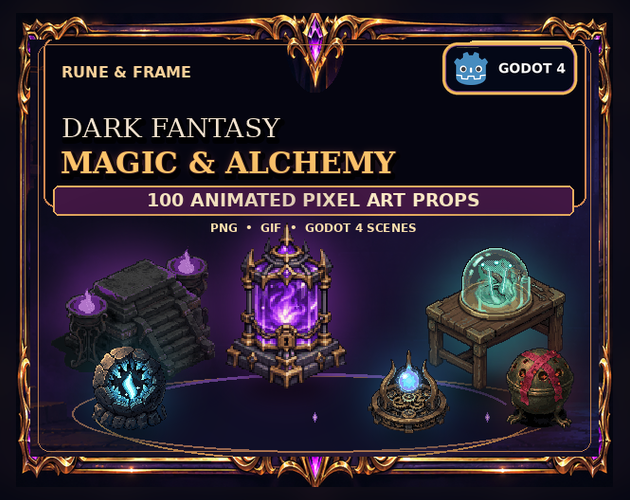 RUNE & FRAME
GODOT 4
DARK FANTASY
MAGIC & ALCHEMY
100 ANIMATED PIXEL ART PROPS
PNG • GIF • GODOT 4 SCENES